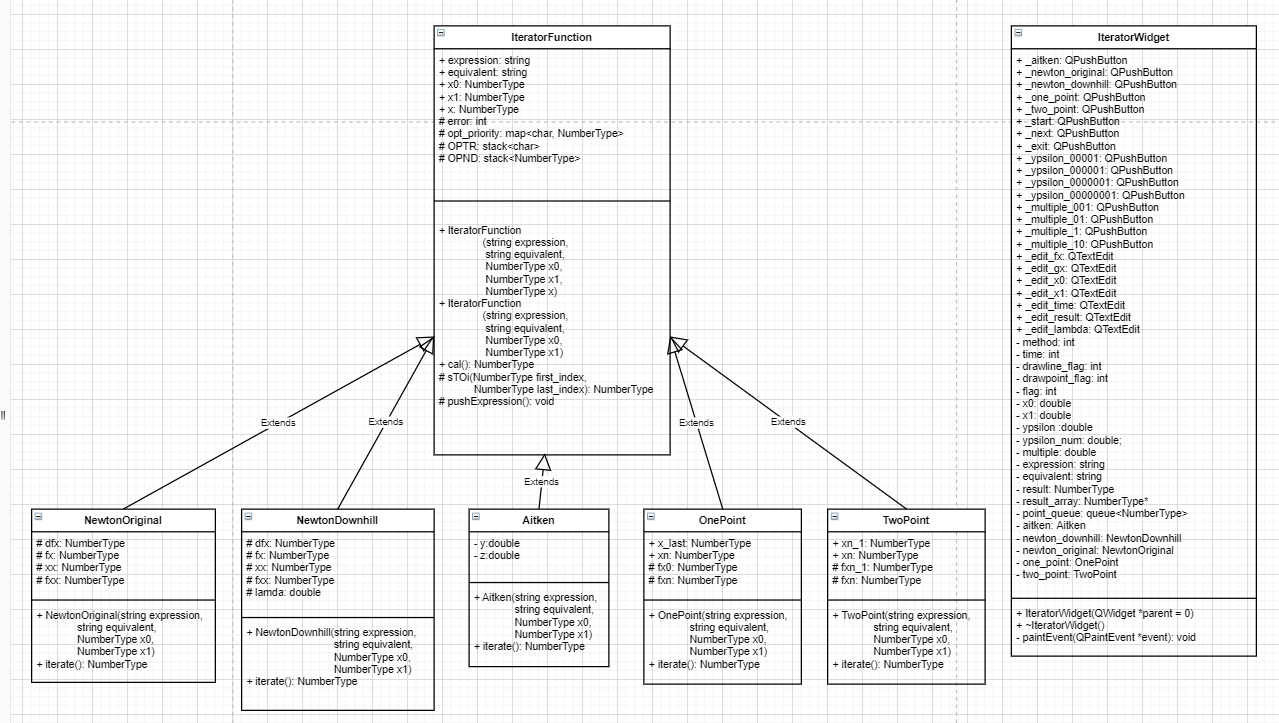 IteratorFunction
+ expression: string
+ equivalent: string
+ x0: NumberType
+ x1: NumberType
+ x: NumberType
# error: int
# opt_priority: map<char, NumberType>
# OPTR: stack<char>
# OPND: stack<NumberType>
+ IteratorFunction
(string expression,
string equivalent,
NumberType x0,
NumberType x1,
NumberType x)
+ IteratorFunction
(string expression,
string equivalent,
NumberType x0,
NumberType x1)
+ cal(): NumberType
# sTOi(NumberType first_index,
NumberType last_index): NumberType
# pushExpression(): void
IteratorWidget
+ _aitken: QPushButton
+ _newton_original: QPushButton
+ _newton_downhill: QPushButton
+ _one_point: QPushButton
+ _two_point: QPushButton
+ _start: QPushButton
+ _next: QPushButton
+ _exit: QPushButton
+ _ypsilon_00001: QPushButton
+ _ypsilon_000001: QPushButton
+ _ypsilon_0000001: QPushButton
+ _ypsilon_00000001: QPushButton
+ _multiple_001: QPushButton
+ _multiple_01: QPushButton
+ _multiple_1: QPushButton
+ _multiple_10: QPushButton
+ _edit_fx: QTextEdit
+ _edit_gx: QTextEdit
+ _edit_x0: QTextEdit
+ _edit_x1: QTextEdit
+ _edit_time: QTextEdit
+ _edit_result: QTextEdit
+ _edit_lambda: QTextEdit
- method: int
- time: int
- drawline_flag: int
- drawpoint_flag: int
- flag: int
- x0: double
- x1: double
- ypsilon :double
- ypsilon_num: double;
- multiple: double
- expression: string
- equivalent: string
- result: NumberType
- result_array: NumberType*
- point_queue: queue<NumberType>
- aitken: Aitken
- newton_downhill: NewtonDownhill
- newton_original: NewtonOriginal
- one_point: OnePoint
- two_point: TwoPoint
+ IteratorWidget(QWidget *parent = 0)
+ ~IteratorWidget()
- paintEvent(QPaintEvent *event): void
Extends
Extends
Extends
Extends
Extends
NewtonOriginal
# dfx: NumberType
# fx: NumberType
# xx: NumberType
# fxx: NumberType
+ NewtonOriginal(string expression,
string equivalent,
NumberType x0,
NumberType x1)
+ iterate(): NumberType
NewtonDownhill
# dfx: NumberType
# fx: NumberType
# xx: NumberType
# fxx: NumberType
# lamda: double
+ NewtonDownhill(string expression,
string equivalent,
NumberType x0,
NumberType x1)
+ iterate(): NumberType
Aitken
- y:double
- z:double
+ Aitken(string expression,
string equivalent,
NumberType x0,
NumberType x1)
+ iterate(): NumberType
OnePoint
+ x_last: NumberType
+ xn: NumberType
# fx0: NumberType
# fxn: NumberType
+ OnePoint(string expression,
string equivalent,
NumberType x0,
NumberType x1)
+ iterate(): NumberType
TwoPoint
+ xn_1: NumberType
+ xn: NumberType
# fxn_1: NumberType
# fxn: NumberType
+ TwoPoint(string expression,
string equivalent,
NumberType x0,
NumberType x1)
+ iterate(): NumberType